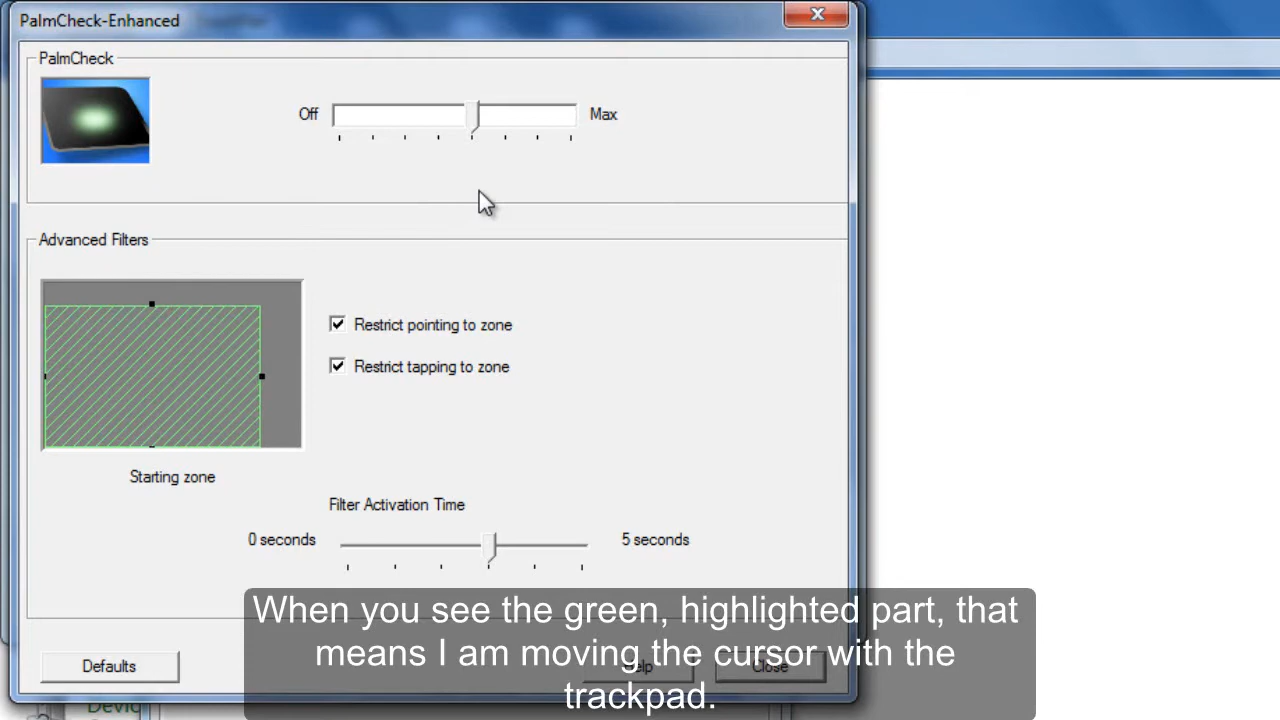 PalmCheck-Enhanced
PalmCheck
Off
Max
Advanced Filters
Restrict pointing to zone
Restrict tapping to zone
Starting zone
Filter Activation Time
0 seconds
5 seconds
Defaults
Help
Close
When you see the green, highlighted part, that
means I am moving the cursor with the
trackpad.